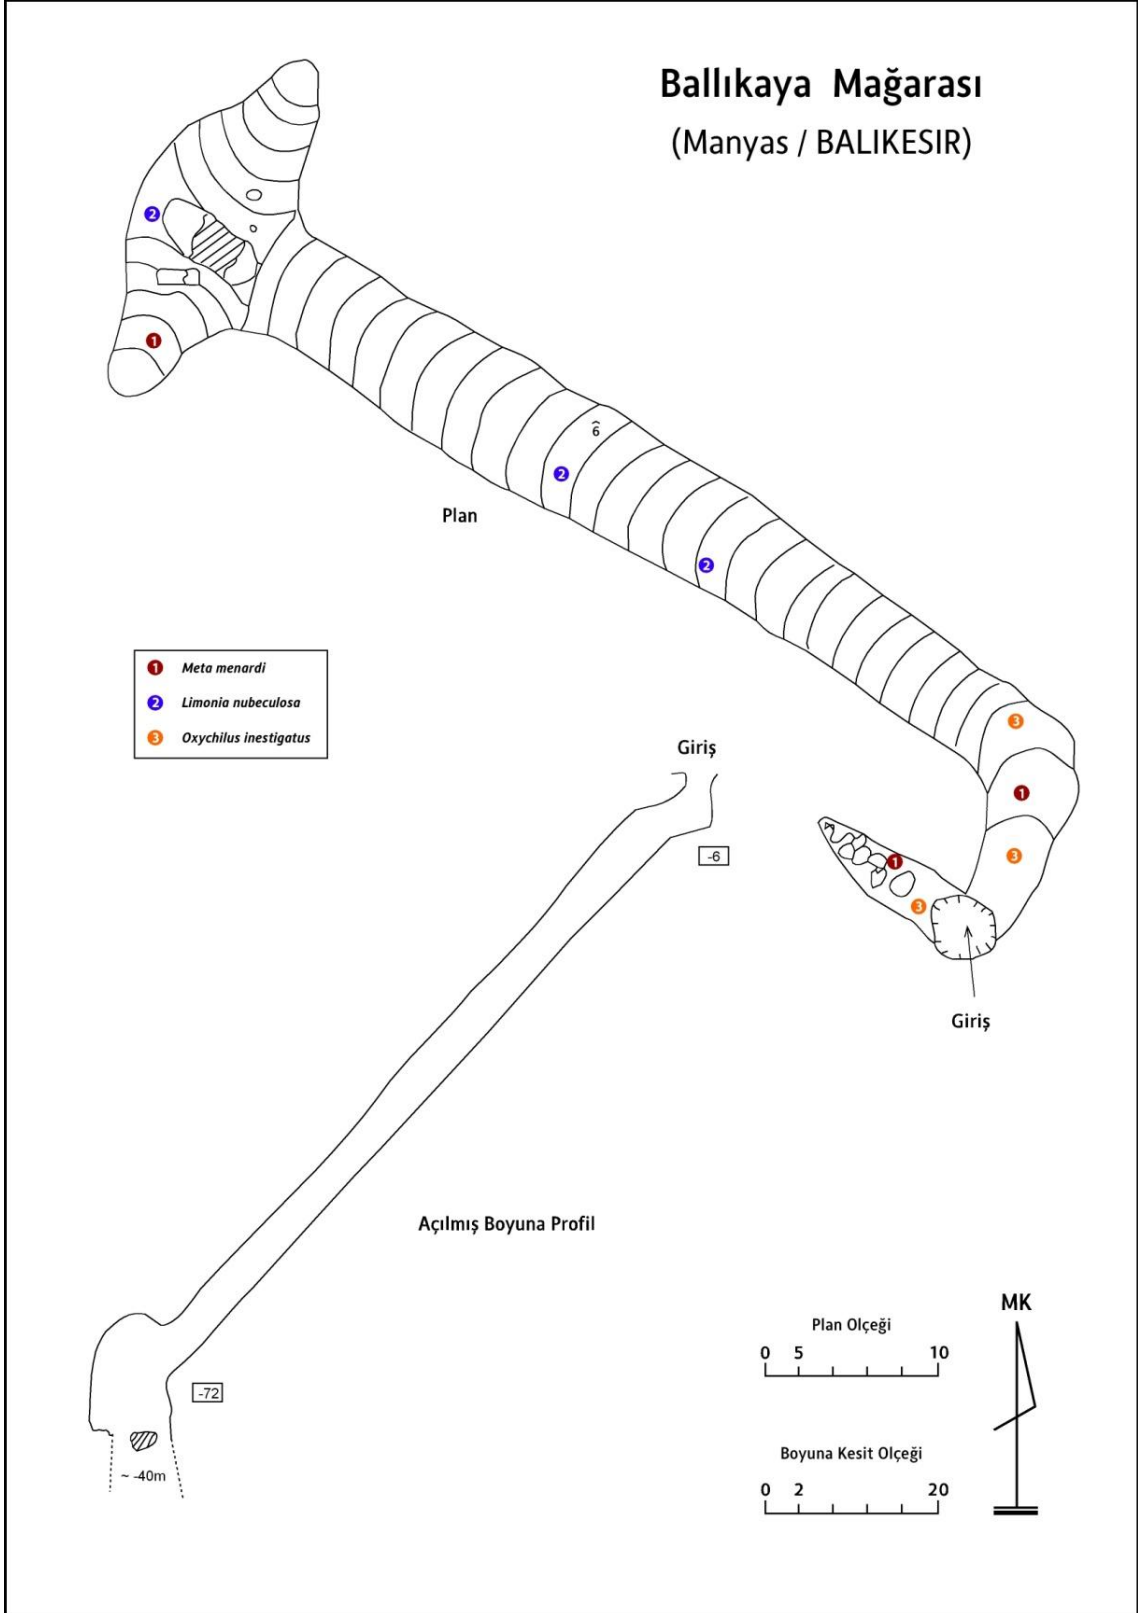 Ballıkaya Mağarası
(Manyas / BALIKESIR)
2
1
6
2
Plan
2
1 Meta menardi
2 Limonia nubeculosa
3 Oxychilus inestigatus
3
Giriş
1
-6
1
3
3
Giriş
Açılmış Boyuna Profil
MK
Plan Olçeği
0 5 10
-72
Boyuna Kesit Olçeği
~ -40m
0 2 20